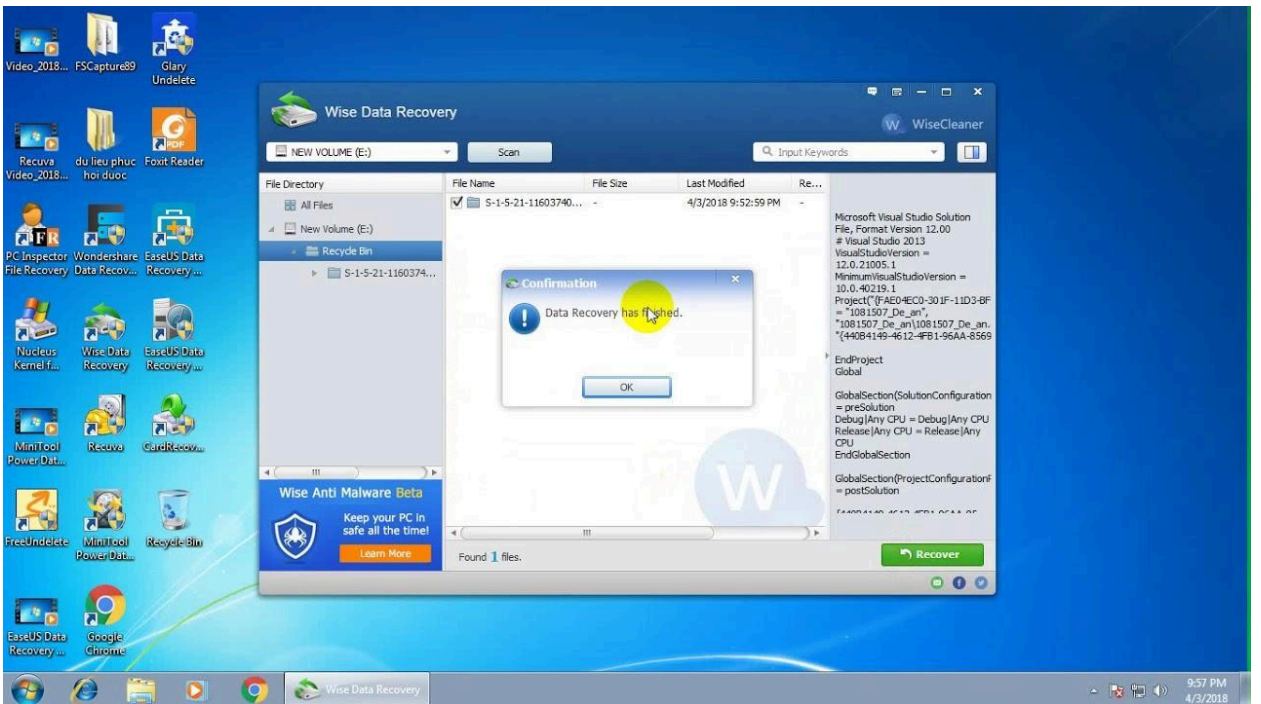 Video_2018...
FSCapture89
Glary
Undelete
Recuva
Video_2018...
du lieu phuc
hoi duoc
Foxit Reader
PC Inspector
File Recovery
Wondershare
Data Recov...
EaseUS Data
Recovery ...
Nucleus
Kernel f...
Wise Data
Recovery
EaseUS Data
Recovery ...
MiniTool
Power Dat...
Recuva
CardRecov...
FreeUndelete
MiniTool
Power Dat...
Recycle Bin
EaseUS Data
Recovery ...
Google
Chrome
Wise Data Recovery
W WiseCleaner
NEW VOLUME (E:)
Scan
Input Keywords
File Directory
All Files
New Volume (E:)
Recycle Bin
S-1-5-21-1160374...
File Name File Size Last Modified Re...
S-1-5-21-11603740... - 4/3/2018 9:52:59 PM -
Confirmation
Data Recovery has finished.
OK
W
Microsoft Visual Studio Solution
File, Format Version 12.00
# Visual Studio 2013
VisualStudioVersion =
12.0.21005.1
MinimumVisualStudioVersion =
10.0.40219.1
Project("{FAE04EC0-301F-11D3-BF
= "1081507_De_an",
"1081507_De_an\1081507_De_an.
"{440B4149-4612-4FB1-96AA-8569
EndProject
Global
GlobalSection(SolutionConfiguration
= preSolution
Debug|Any CPU = Debug|Any CPU
Release|Any CPU = Release|Any
CPU
EndGlobalSection
GlobalSection(ProjectConfigurationP
= postSolution
Wise Anti Malware Beta
Keep your PC in
safe all the time!
Learn More
Found 1 files.
Recover
Wise Data Recovery
9:57 PM
4/3/2018